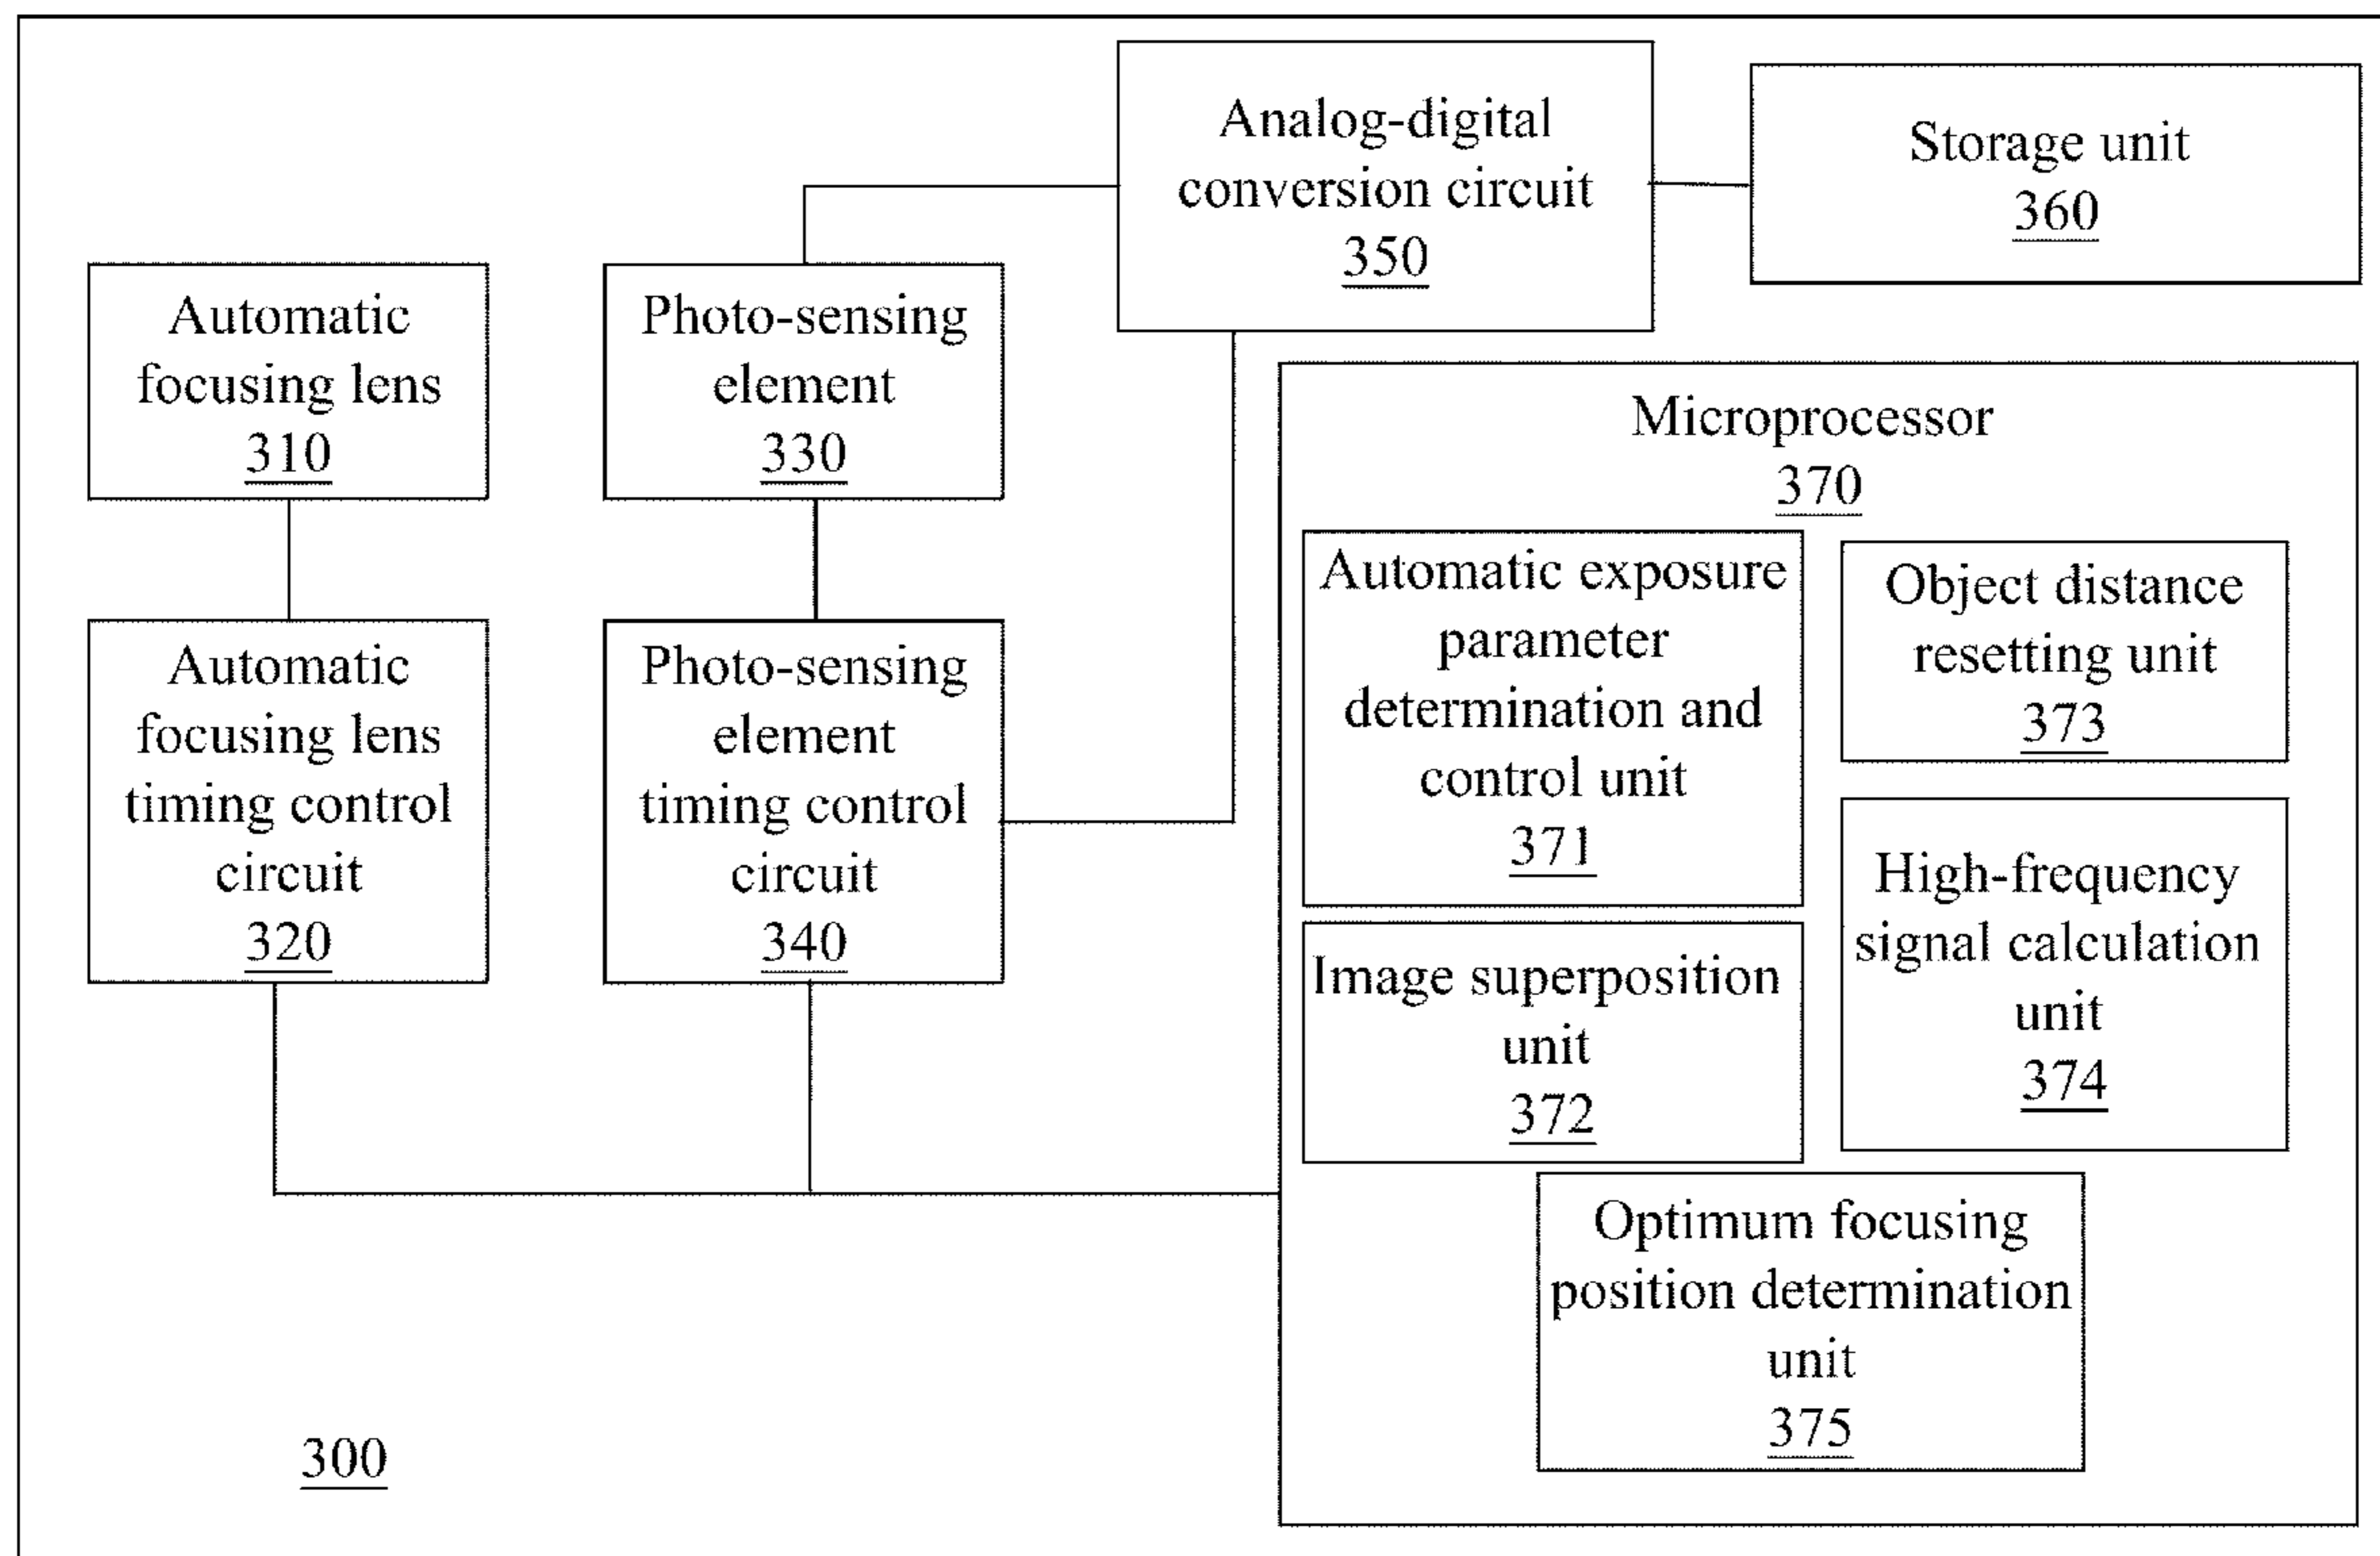 Analog-digital
conversion circuit
350
Storage unit
360
Automatic
focusing lens
310
Photo-sensing
element
330
Automatic
focusing lens
timing control
circuit
320
Photo-sensing
element
timing control
circuit
340
Microprocessor
370
Automatic exposure
parameter
determination and
control unit
371
Object distance
resetting unit
373
Image superposition
unit
372
High-frequency
signal calculation
unit
374
Optimum focusing
position determination
unit
375
300